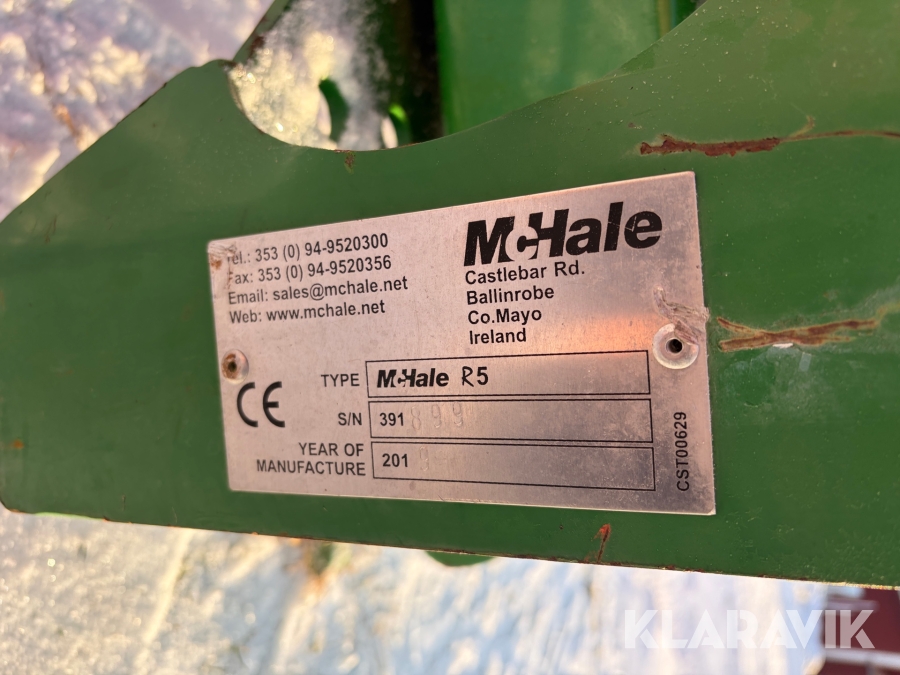 Tel.: 353 (0) 94-9520300
Fax: 353 (0) 94-9520356
Email: sales@mchale.net
Web: www.mchale.net
McHale
Castlebar Rd.
Ballinrobe
Co.Mayo
Ireland
CE
TYPE McHale R5
S/N 391 899
YEAR OF
MANUFACTURE 201
CST00629
KLARAVIK